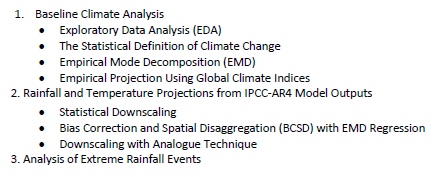 1. Baseline Climate Analysis
• Exploratory Data Analysis (EDA)
• The Statistical Definition of Climate Change
• Empirical Mode Decomposition (EMD)
• Empirical Projection Using Global Climate Indices
2. Rainfall and Temperature Projections from IPCC-AR4 Model Outputs
• Statistical Downscaling
• Bias Correction and Spatial Disaggregation (BCSD) with EMD Regression
• Downscaling with Analogue Technique
3. Analysis of Extreme Rainfall Events